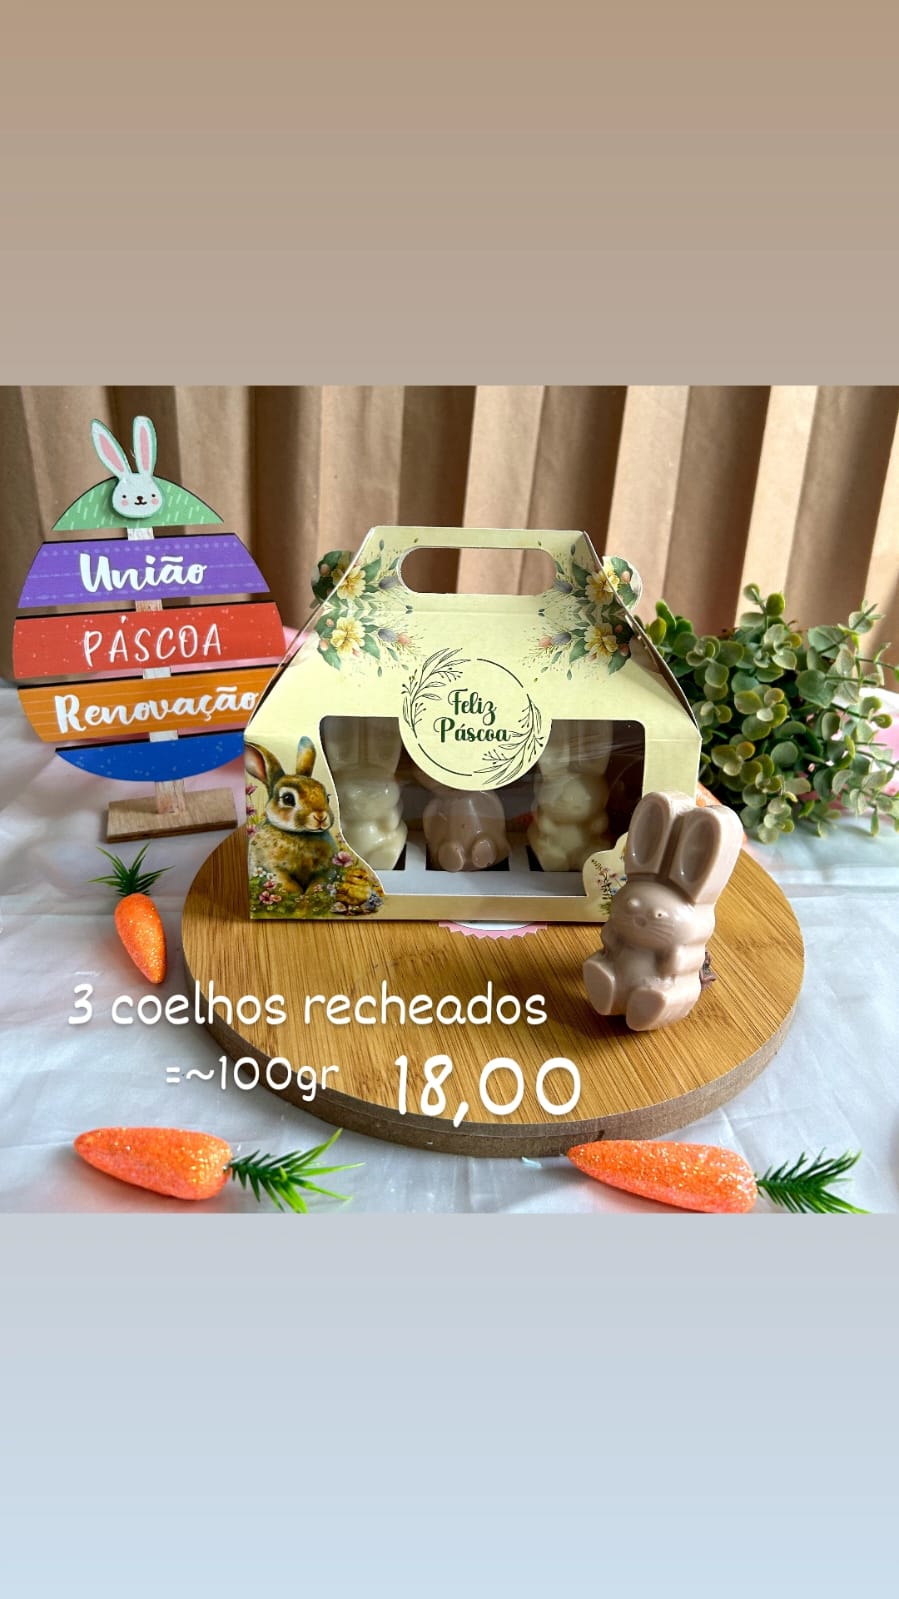 União
PÁSCOA
Renovação
Feliz
Páscoa
3 coelhos recheados
=~100gr 18,00